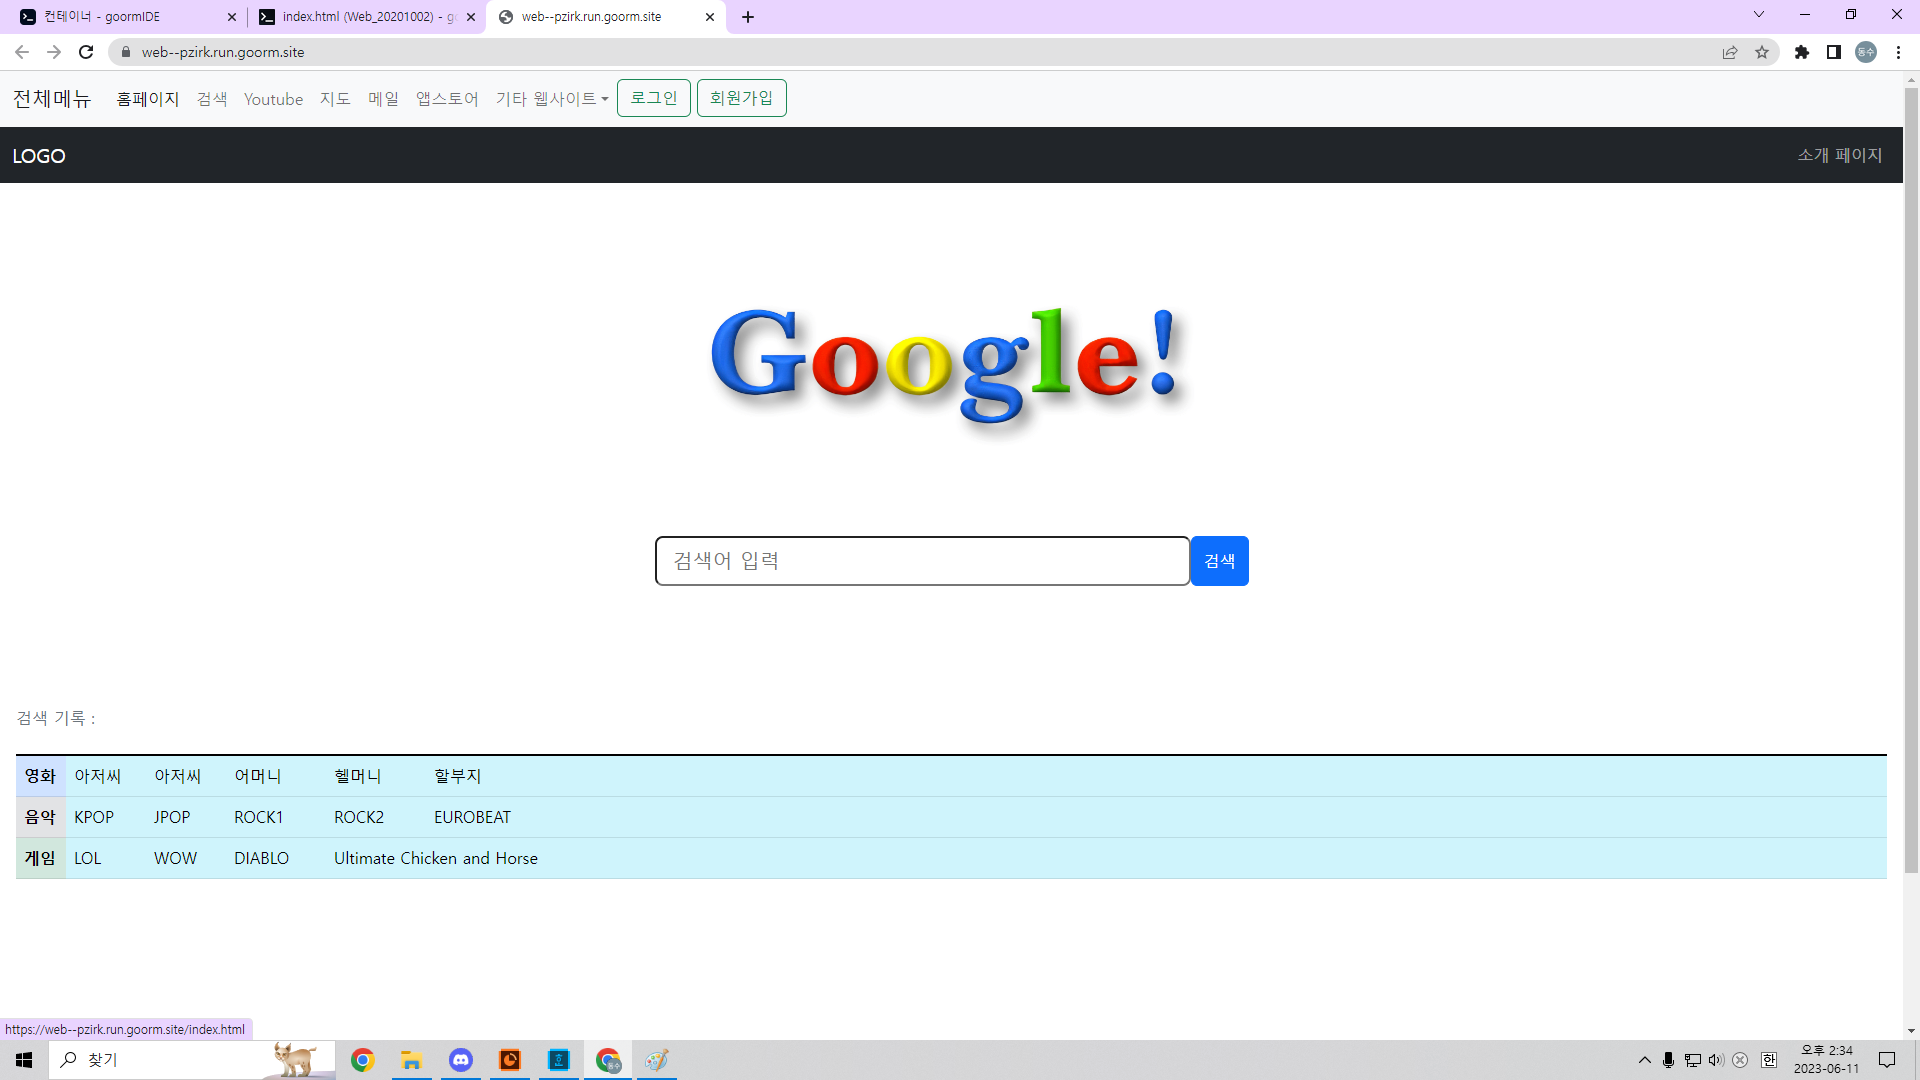 컨테이너 - goormIDE
index.html (Web_20201002) - go
web--pzirk.run.goorm.site
web--pzirk.run.goorm.site
동수
전체메뉴 홈페이지 검색 Youtube 지도 메일 앱스토어 기타 웹사이트 로그인 회원가입
LOGO 소개 페이지
Google!
검색어 입력 검색
검색 기록 :
영화 아저씨 아저씨 어머니 헬머니 할부지
음악 KPOP JPOP ROCK1 ROCK2 EUROBEAT
게임 LOL WOW DIABLO Ultimate Chicken and Horse
https://web--pzirk.run.goorm.site/index.html
찾기
동수
한
오후 2:34
2023-06-11